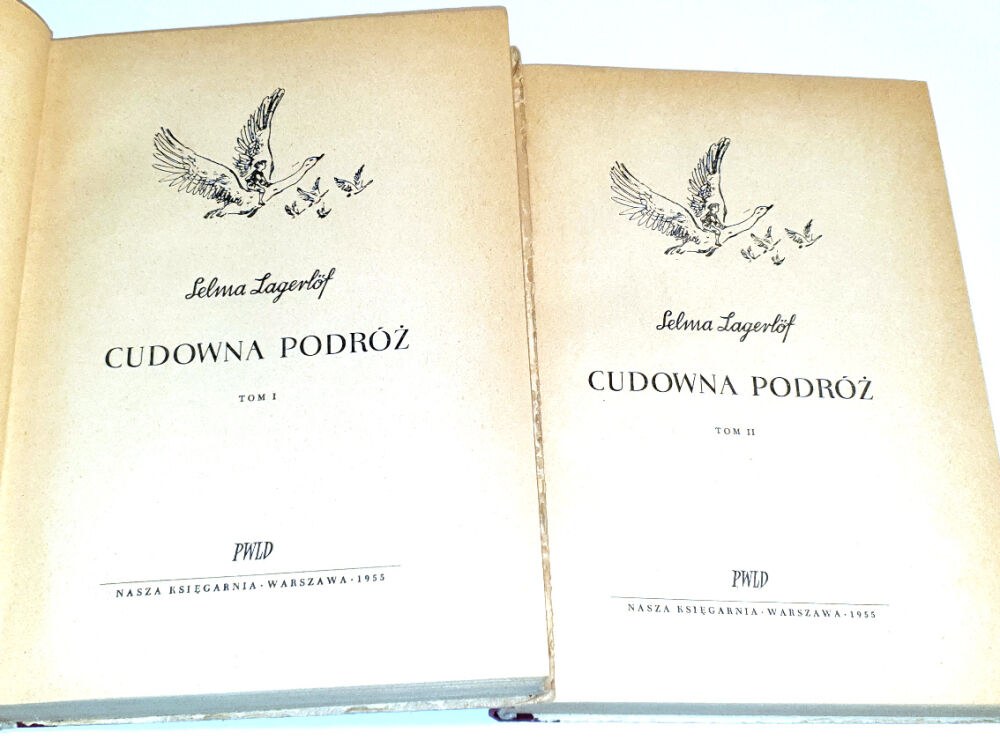 Selma Lagerlöf
CUDOWNA PODRÓŻ
TOM I
PWLD
NASZA KSIĘGARNIA · WARSZAWA · 1955
Selma Lagerlöf
CUDOWNA PODRÓŻ
TOM II
PWLD
NASZA KSIĘGARNIA · WARSZAWA · 1955